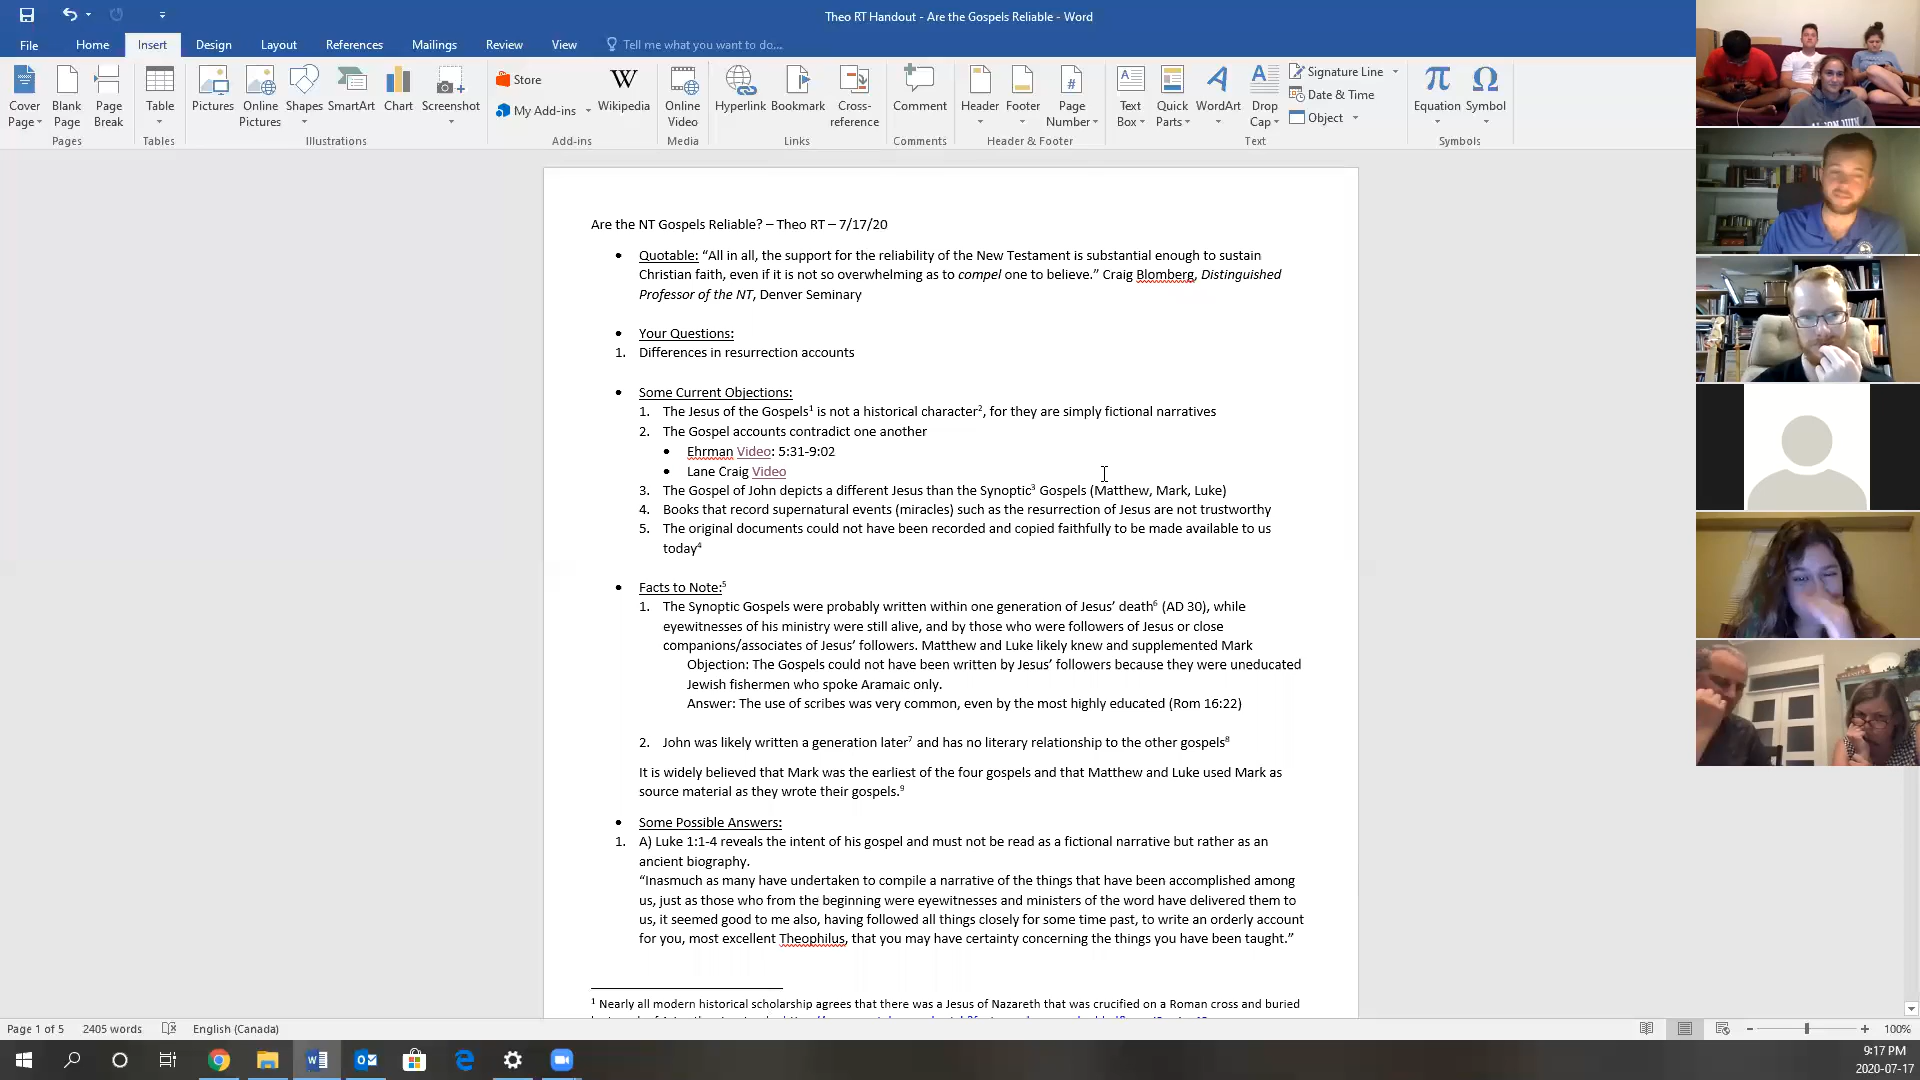 Theo RT Handout - Are the Gospels Reliable - Word
File Home Insert Design Layout References Mailings Review View Tell me what you want to do...
Cover Page
Blank Page
Page Break
Table
Pictures
Online Pictures
Shapes
SmartArt
Chart
Screenshot
Store
My Add-ins
W
Wikipedia
Online Video
Hyperlink
Bookmark
Cross-reference
Comment
Header
Footer
Page Number
Text Box
Quick Parts
WordArt
Drop Cap
Signature Line
Date & Time
Object
Equation
Symbol
Pages Tables Illustrations Add-ins Media Links Comments Header & Footer Text Symbols
Are the NT Gospels Reliable? – Theo RT – 7/17/20
• Quotable: “All in all, the support for the reliability of the New Testament is substantial enough to sustain
Christian faith, even if it is not so overwhelming as to compel one to believe.” Craig Blomberg, Distinguished
Professor of the NT, Denver Seminary
• Your Questions:
1. Differences in resurrection accounts
• Some Current Objections:
1. The Jesus of the Gospels¹ is not a historical character², for they are simply fictional narratives
2. The Gospel accounts contradict one another
• Ehrman Video: 5:31-9:02
• Lane Craig Video
3. The Gospel of John depicts a different Jesus than the Synoptic³ Gospels (Matthew, Mark, Luke)
4. Books that record supernatural events (miracles) such as the resurrection of Jesus are not trustworthy
5. The original documents could not have been recorded and copied faithfully to be made available to us
today⁴
• Facts to Note:⁵
1. The Synoptic Gospels were probably written within one generation of Jesus’ death⁶ (AD 30), while
eyewitnesses of his ministry were still alive, and by those who were followers of Jesus or close
companions/associates of Jesus’ followers. Matthew and Luke likely knew and supplemented Mark
Objection: The Gospels could not have been written by Jesus’ followers because they were uneducated
Jewish fishermen who spoke Aramaic only.
Answer: The use of scribes was very common, even by the most highly educated (Rom 16:22)
2. John was likely written a generation later⁷ and has no literary relationship to the other gospels⁸
It is widely believed that Mark was the earliest of the four gospels and that Matthew and Luke used Mark as
source material as they wrote their gospels.⁹
• Some Possible Answers:
1. A) Luke 1:1-4 reveals the intent of his gospel and must not be read as a fictional narrative but rather as an
ancient biography.
“Inasmuch as many have undertaken to compile a narrative of the things that have been accomplished among
us, just as those who from the beginning were eyewitnesses and ministers of the word have delivered them to
us, it seemed good to me also, having followed all things closely for some time past, to write an orderly account
for you, most excellent Theophilus, that you may have certainty concerning the things you have been taught.”
¹ Nearly all modern historical scholarship agrees that there was a Jesus of Nazareth that was crucified on a Roman cross and buried
Page 1 of 5 2405 words English (Canada) 100%
9:17 PM
2020-07-17